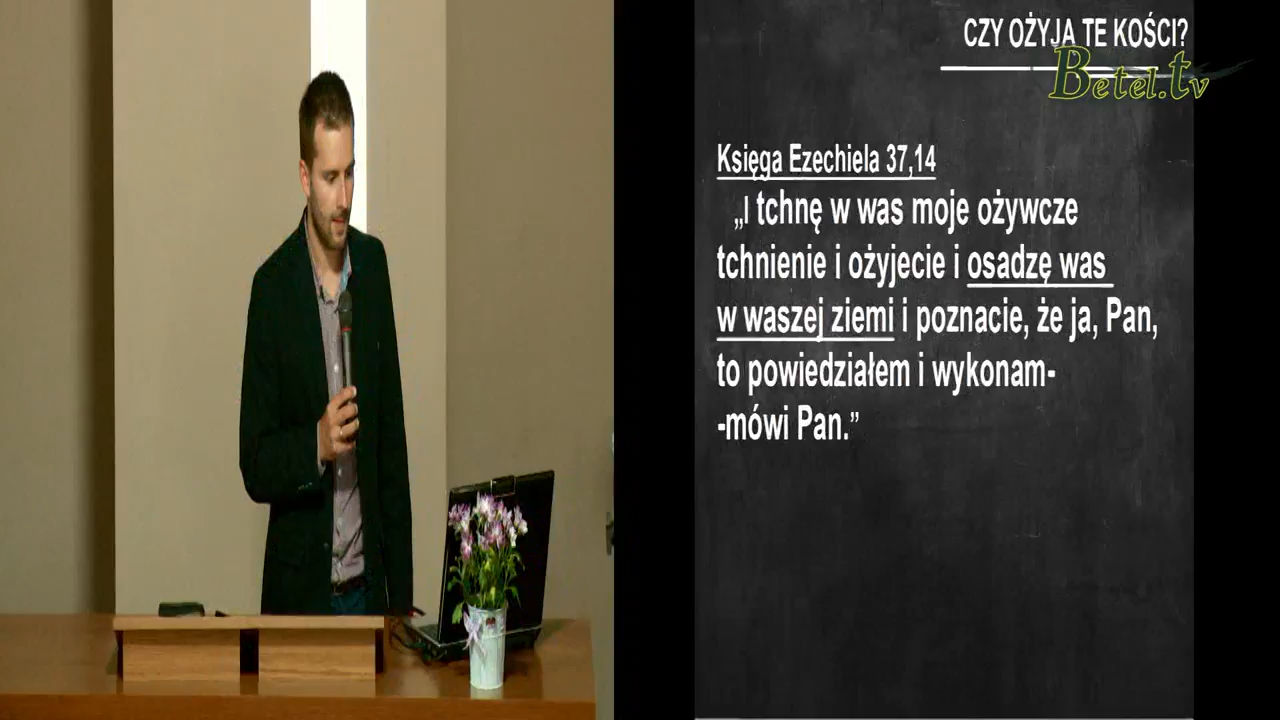 CZY OŻYJĄ TE KOŚCI?
Betel.tv
Księga Ezechiela 37,14
„I tchnę w was moje ożywcze
tchnienie i ożyjecie i osadzę was
w waszej ziemi i poznacie, że ja, Pan,
to powiedziałem i wykonam-
-mówi Pan.”